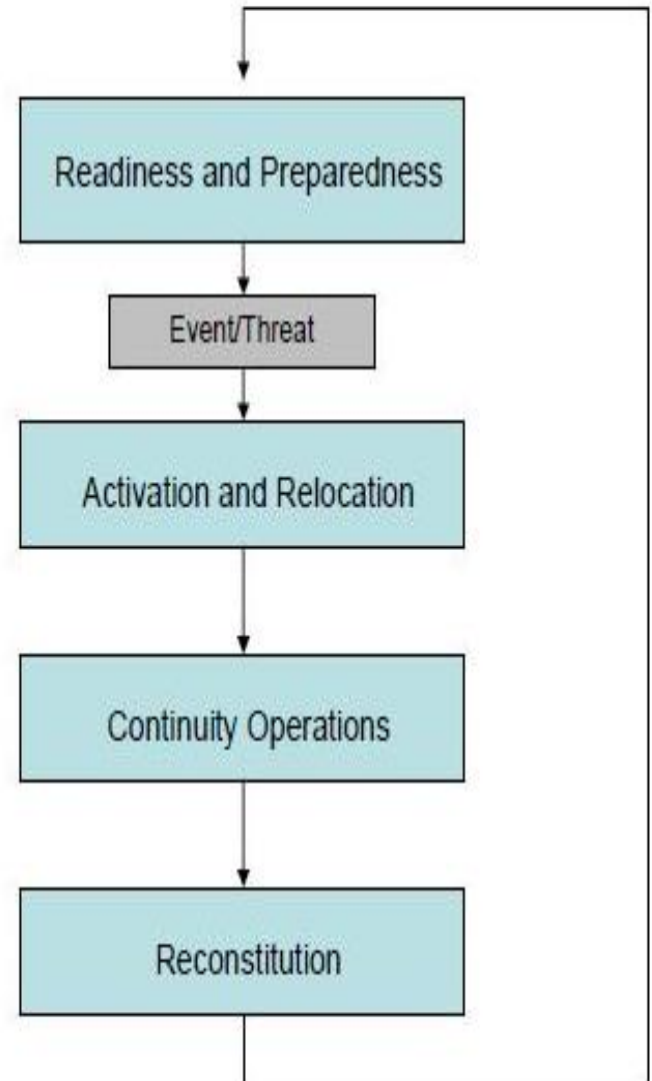 Readiness and Preparedness
Event/Threat
Activation and Relocation
Continuity Operations
Reconstitution